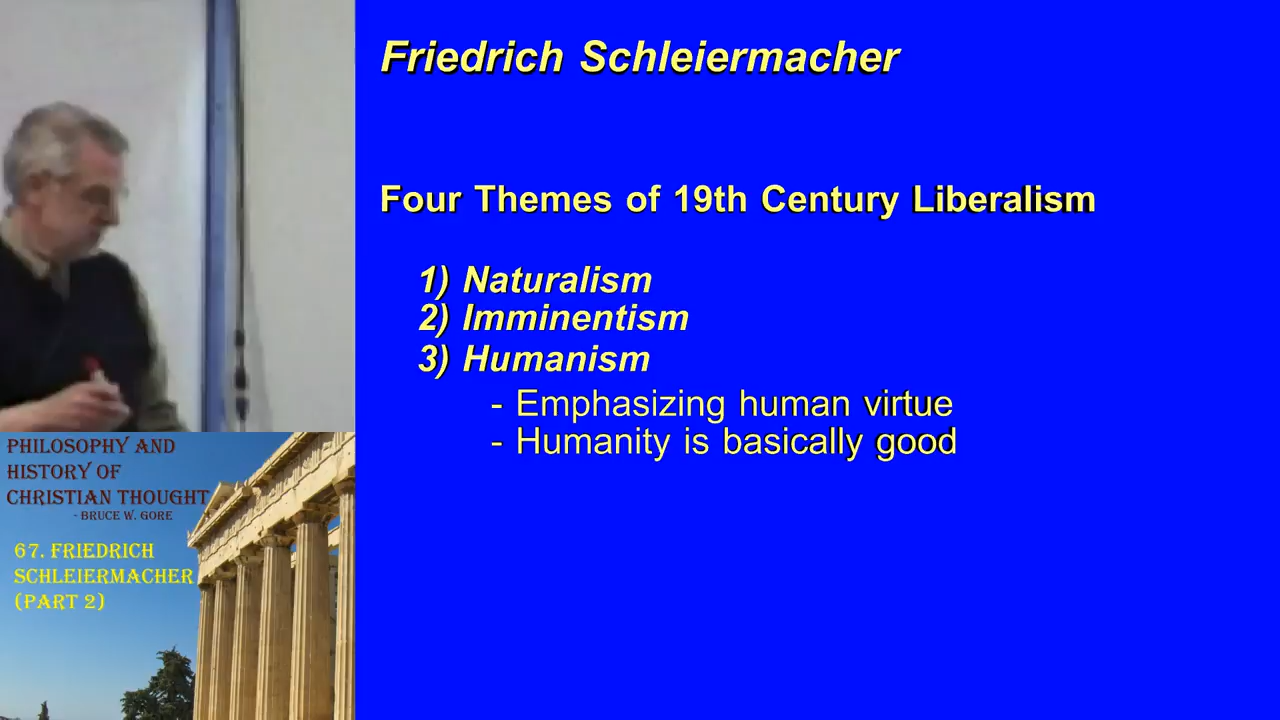 Friedrich Schleiermacher
Four Themes of 19th Century Liberalism
1) Naturalism
2) Imminentism
3) Humanism
- Emphasizing human virtue
- Humanity is basically good
PHILOSOPHY AND
HISTORY OF
CHRISTIAN THOUGHT
- BRUCE W. GORE
67. FRIEDRICH
SCHLEIERMACHER
(PART 2)